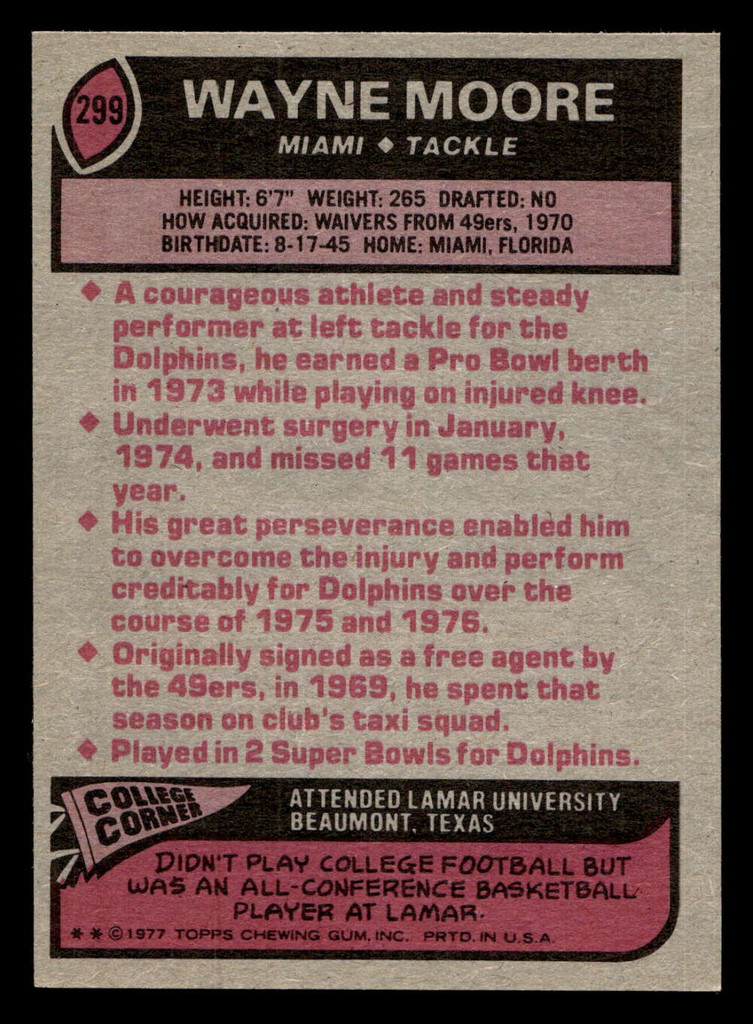 299
WAYNE MOORE
MIAMI ◆ TACKLE
HEIGHT: 6'7" WEIGHT: 265 DRAFTED: NO
HOW ACQUIRED: WAIVERS FROM 49ers, 1970
BIRTHDATE: 8-17-45 HOME: MIAMI, FLORIDA
◆ A courageous athlete and steady
performer at left tackle for the
Dolphins, he earned a Pro Bowl berth
in 1973 while playing on injured knee.
◆ Underwent surgery in January,
1974, and missed 11 games that
year.
◆ His great perseverance enabled him
to overcome the injury and perform
creditably for Dolphins over the
course of 1975 and 1976.
◆ Originally signed as a free agent by
the 49ers, in 1969, he spent that
season on club's taxi squad.
◆ Played in 2 Super Bowls for Dolphins.
COLLEGE
CORNER
ATTENDED LAMAR UNIVERSITY
BEAUMONT, TEXAS
DIDN'T PLAY COLLEGE FOOTBALL BUT
WAS AN ALL-CONFERENCE BASKETBALL
PLAYER AT LAMAR.
* * © 1977 TOPPS CHEWING GUM, INC. PRTD. IN U.S.A.